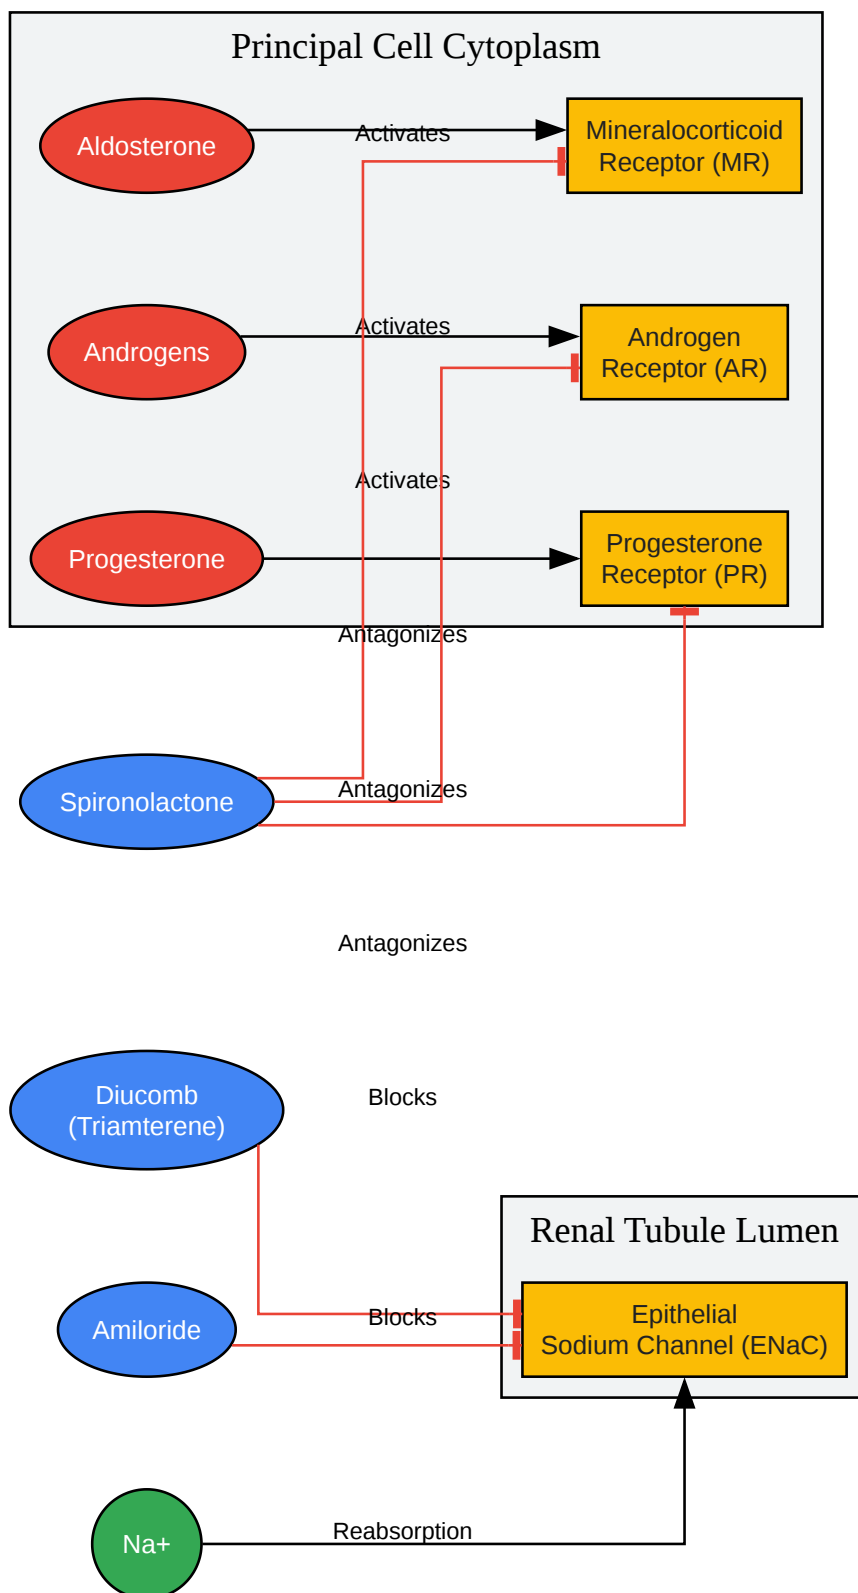 Principal Cell Cytoplasm
Aldosterone
Activates
Mineralocorticoid
Receptor (MR)
Androgens
Activates
Androgen
Receptor (AR)
Activates
Progesterone
Progesterone
Receptor (PR)
Antagonizes
Spironolactone
Antagonizes
Antagonizes
Diucomb
(Triamterene)
Blocks
Renal Tubule Lumen
Amiloride
Blocks
Epithelial
Sodium Channel (ENaC)
Na+
Reabsorption